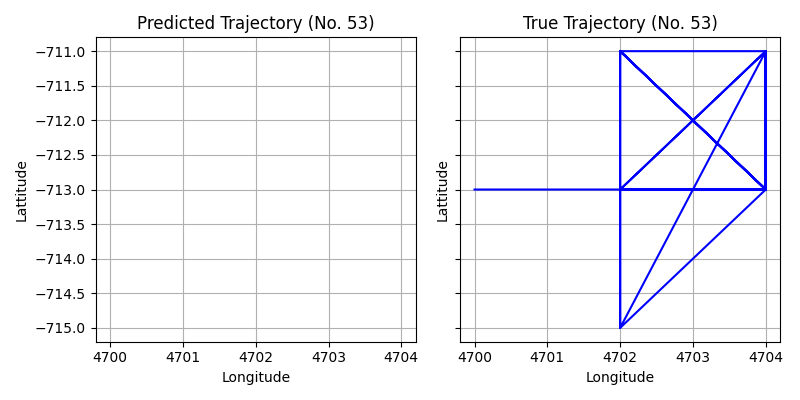 Predicted Trajectory (No. 53)
True Trajectory (No. 53)
−711.0
−711.5
−712.0
−712.5
−713.0
−713.5
−714.0
−714.5
−715.0
Lattitude
Lattitude
4700 4701 4702 4703 4704
4700 4701 4702 4703 4704
Longitude
Longitude